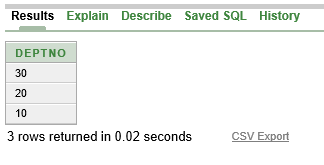 Results Explain Describe Saved SQL History
DEPTNO
30
20
10
3 rows returned in 0.02 seconds CSV Export